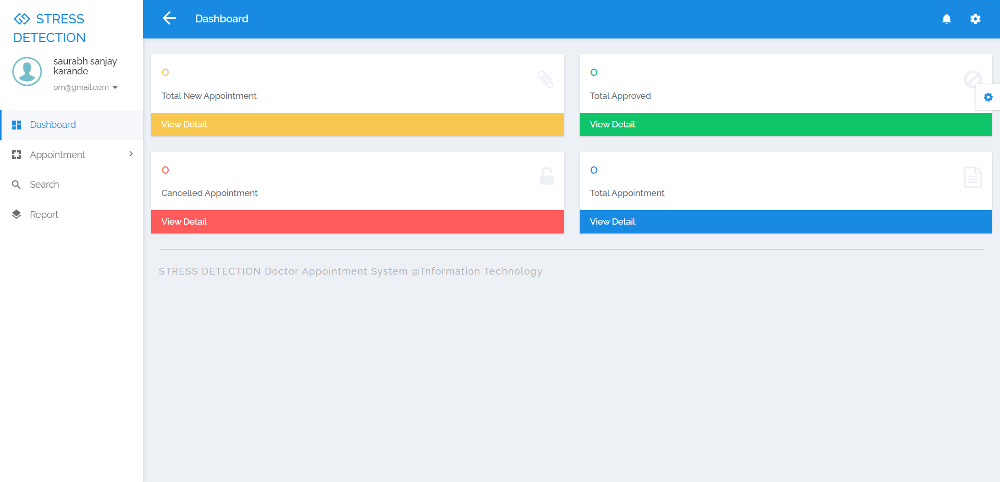 STRESS
DETECTION
saurabh sanjay
karande
om@gmail.com
Dashboard
Appointment
Search
Report
Dashboard
0
Total New Appointment
View Detail
0
Total Approved
View Detail
0
Cancelled Appointment
View Detail
0
Total Appointment
View Detail
STRESS DETECTION Doctor Appointment System @Tnformation Technology